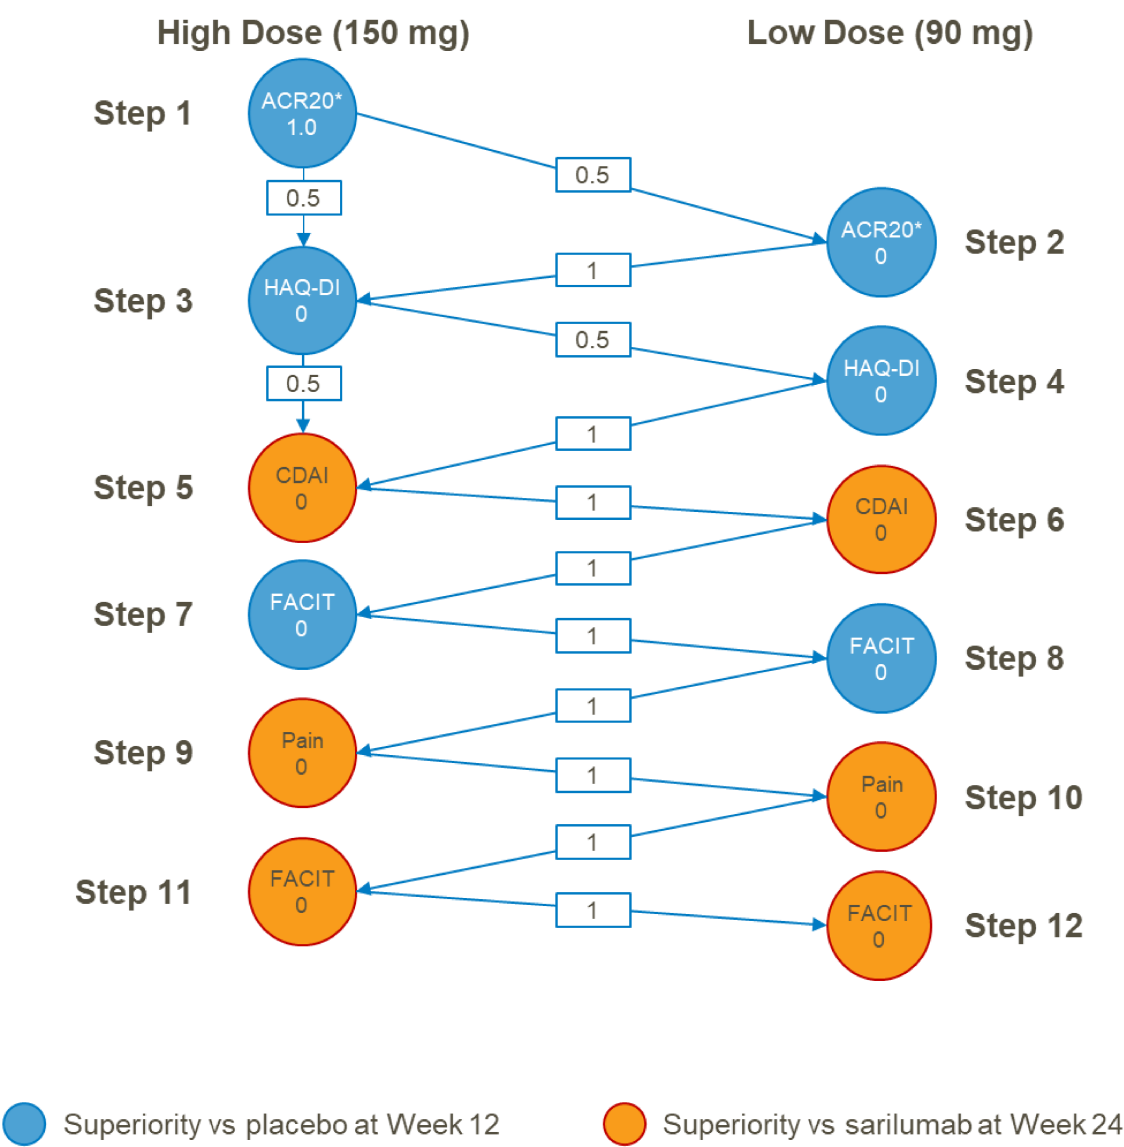 High Dose (150 mg)
Low Dose (90 mg)
Step 1
ACR20*
1.0
0.5
0.5
ACR20*
0
Step 2
1
Step 3
HAQ-DI
0
0.5
0.5
HAQ-DI
0
Step 4
1
Step 5
CDAI
0
1
CDAI
0
Step 6
1
Step 7
FACIT
0
1
FACIT
0
Step 8
1
Step 9
Pain
0
1
Pain
0
Step 10
1
Step 11
FACIT
0
1
FACIT
0
Step 12
Superiority vs placebo at Week 12
Superiority vs sarilumab at Week 24